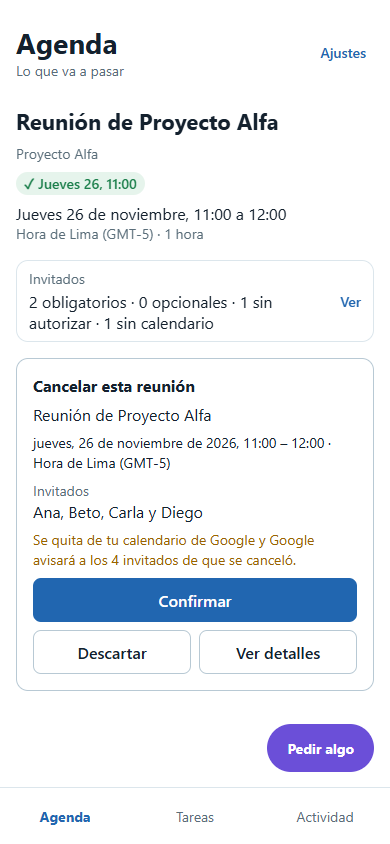 Agenda
Ajustes
Lo que va a pasar
Reunión de Proyecto Alfa
Proyecto Alfa
✓ Jueves 26, 11:00
Jueves 26 de noviembre, 11:00 a 12:00
Hora de Lima (GMT-5) · 1 hora
Invitados
2 obligatorios · 0 opcionales · 1 sin
autorizar · 1 sin calendario
Ver
Cancelar esta reunión
Reunión de Proyecto Alfa
jueves, 26 de noviembre de 2026, 11:00 – 12:00 ·
Hora de Lima (GMT-5)
Invitados
Ana, Beto, Carla y Diego
Se quita de tu calendario de Google y Google
avisará a los 4 invitados de que se canceló.
Confirmar
Descartar
Ver detalles
Pedir algo
Agenda
Tareas
Actividad